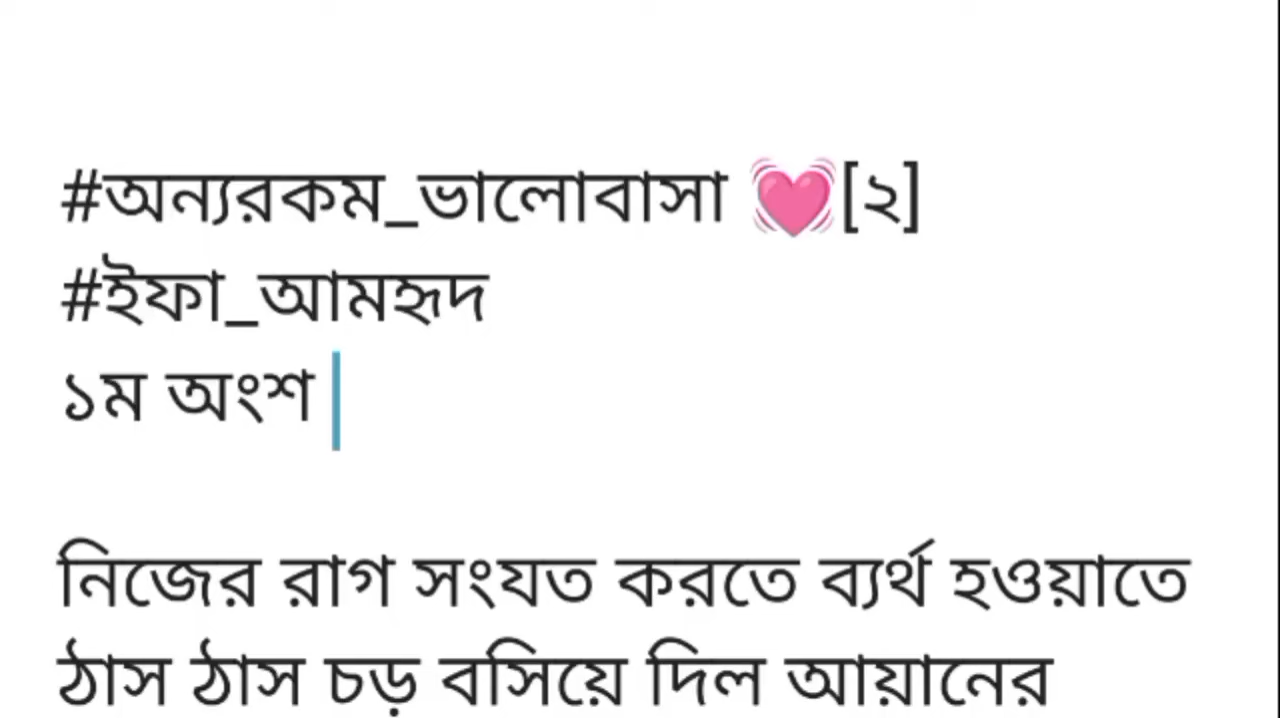 #অন্যরকম_ভালোবাসা 💓[২]
#ইফা_আমহৃদ
১ম অংশ
নিজের রাগ সংযত করতে ব্যর্থ হওয়াতে
ঠাস ঠাস চড় বসিয়ে দিল আয়ানের